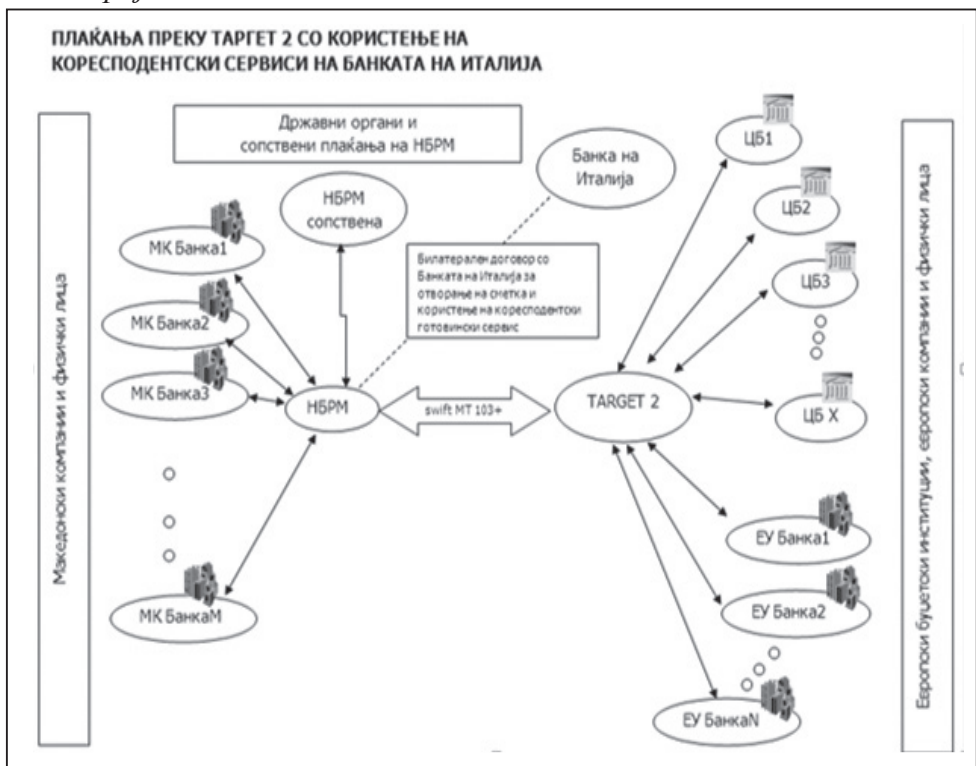 ПЛАЌАЊА ПРЕКУ ТАРГЕТ 2 СО КОРИСТЕЊЕ НА
КОРЕСПОДЕНТСКИ СЕРВИСИ НА БАНКАТА НА ИТАЛИЈА
Македонски компании и физички лица
Државни органи и
сопствени плаќања на НБРМ
НБРМ
сопствена
Банка на
Италија
Билатерален договор со
Банката на Италија за
отворање на сметка и
користење на коресподентски
готовински сервис
МК Банка1
МК Банка2
МК Банка3
МК БанкаМ
НБРМ
swift MT 103+
TARGET 2
ЦБ1
ЦБ2
ЦБ3
ЦБ X
ЕУ Банка1
ЕУ Банка2
ЕУ БанкаN
Европски буџетски институции, европски компании и физички лица